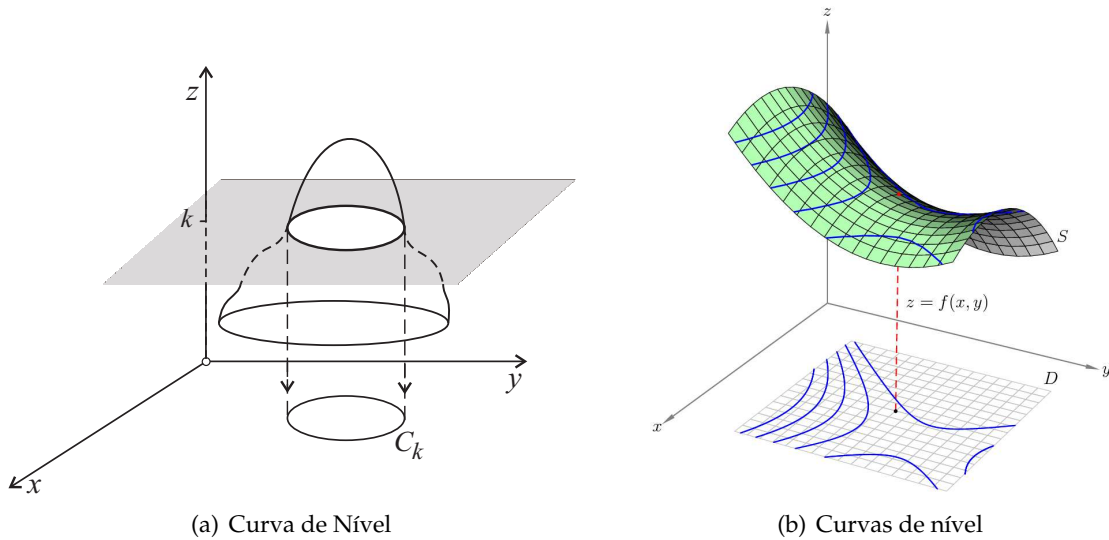 z
k
y
x
C_k
(a) Curva de Nível
z
S
z = f(x, y)
D
y
x
(b) Curvas de nível